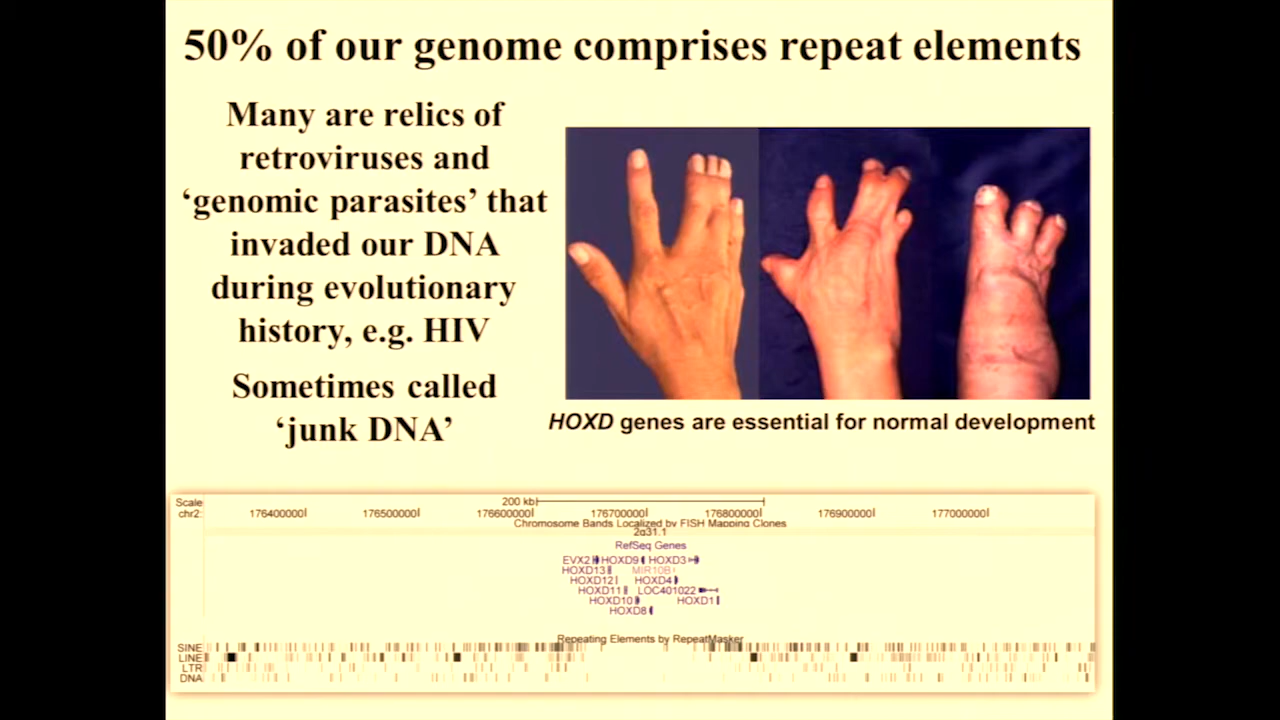 50% of our genome comprises repeat elements
Many are relics of
retroviruses and
‘genomic parasites’ that
invaded our DNA
during evolutionary
history, e.g. HIV
Sometimes called
‘junk DNA’
HOXD genes are essential for normal development
Scale
200 kb
chr2:
176400000
176500000
176600000
176700000
176800000
176900000
177000000
Chromosome Bands Localized by FISH Mapping Clones
2q31.1
RefSeq Genes
EVX2 HOXD9 HOXD3
HOXD13 MIR10B
HOXD12 HOXD4
HOXD11 LOC401022
HOXD10 HOXD1
HOXD8
Repeating Elements by RepeatMasker
SINE
LINE
LTR
DNA